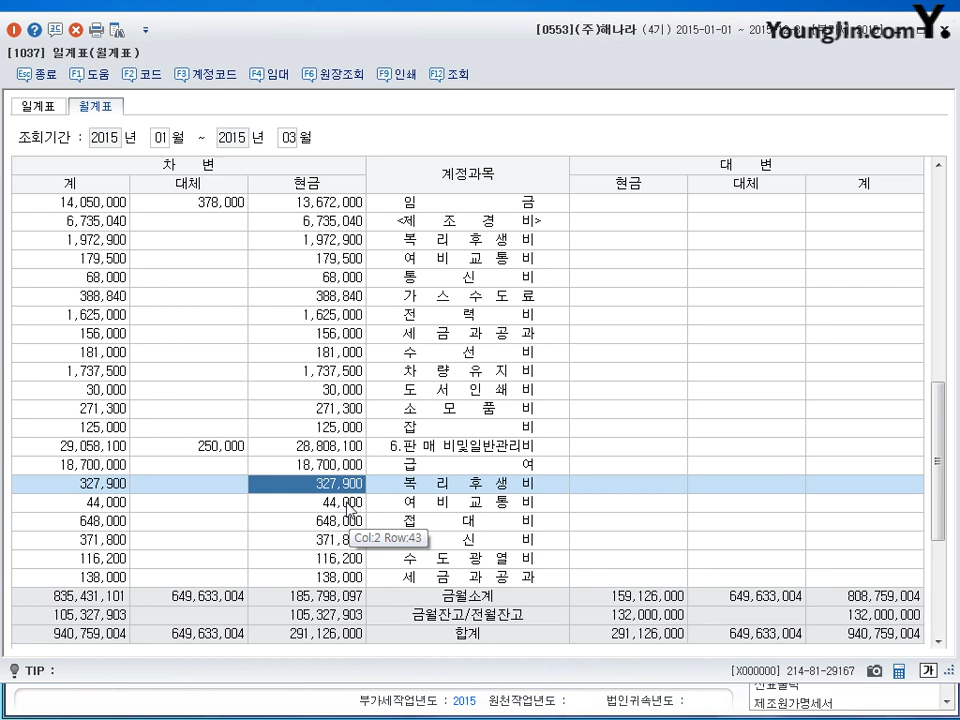 [0553](주)해나라 (4기) 2015-01-01 ~ 2015-12-31
Younglin.com Y.
[1037] 일계표(월계표)
Esc 종료 F1 도움 F2 코드 F3 계정코드 F4 임대 F6 원장조회 F9 인쇄 F12 조회
일계표 월계표
조회기간 : 2015 년 01 월 ~ 2015 년 03 월
차 변 계정과목 대 변
계 대체 현금 현금 대체 계
14,050,000 378,000 13,672,000 임 금
6,735,040 6,735,040 <제 조 경 비>
1,972,900 1,972,900 복 리 후 생 비
179,500 179,500 여 비 교 통 비
68,000 68,000 통 신 비
388,840 388,840 가 스 수 도 료
1,625,000 1,625,000 전 력 비
156,000 156,000 세 금 과 공 과
181,000 181,000 수 선 비
1,737,500 1,737,500 차 량 유 지 비
30,000 30,000 도 서 인 쇄 비
271,300 271,300 소 모 품 비
125,000 125,000 잡 비
29,058,100 250,000 28,808,100 6.판 매 비및일반관리비
18,700,000 18,700,000 급 여
327,900 327,900 복 리 후 생 비
44,000 44,000 여 비 교 통 비
648,000 648,000 접 대 비
371,800 371,8 신 비
Col:2 Row:43
116,200 116,200 수 도 광 열 비
138,000 138,000 세 금 과 공 과
835,431,101 649,633,004 185,798,097 금월소계 159,126,000 649,633,004 808,759,004
105,327,903 105,327,903 금월잔고/전월잔고 132,000,000 132,000,000
940,759,004 649,633,004 291,126,000 합계 291,126,000 649,633,004 940,759,004
TIP : [X000000] 214-81-29167 가
부가세작업년도 : 2015 원천작업년도 : 법인귀속년도 :
전표출력
제조원가명세서